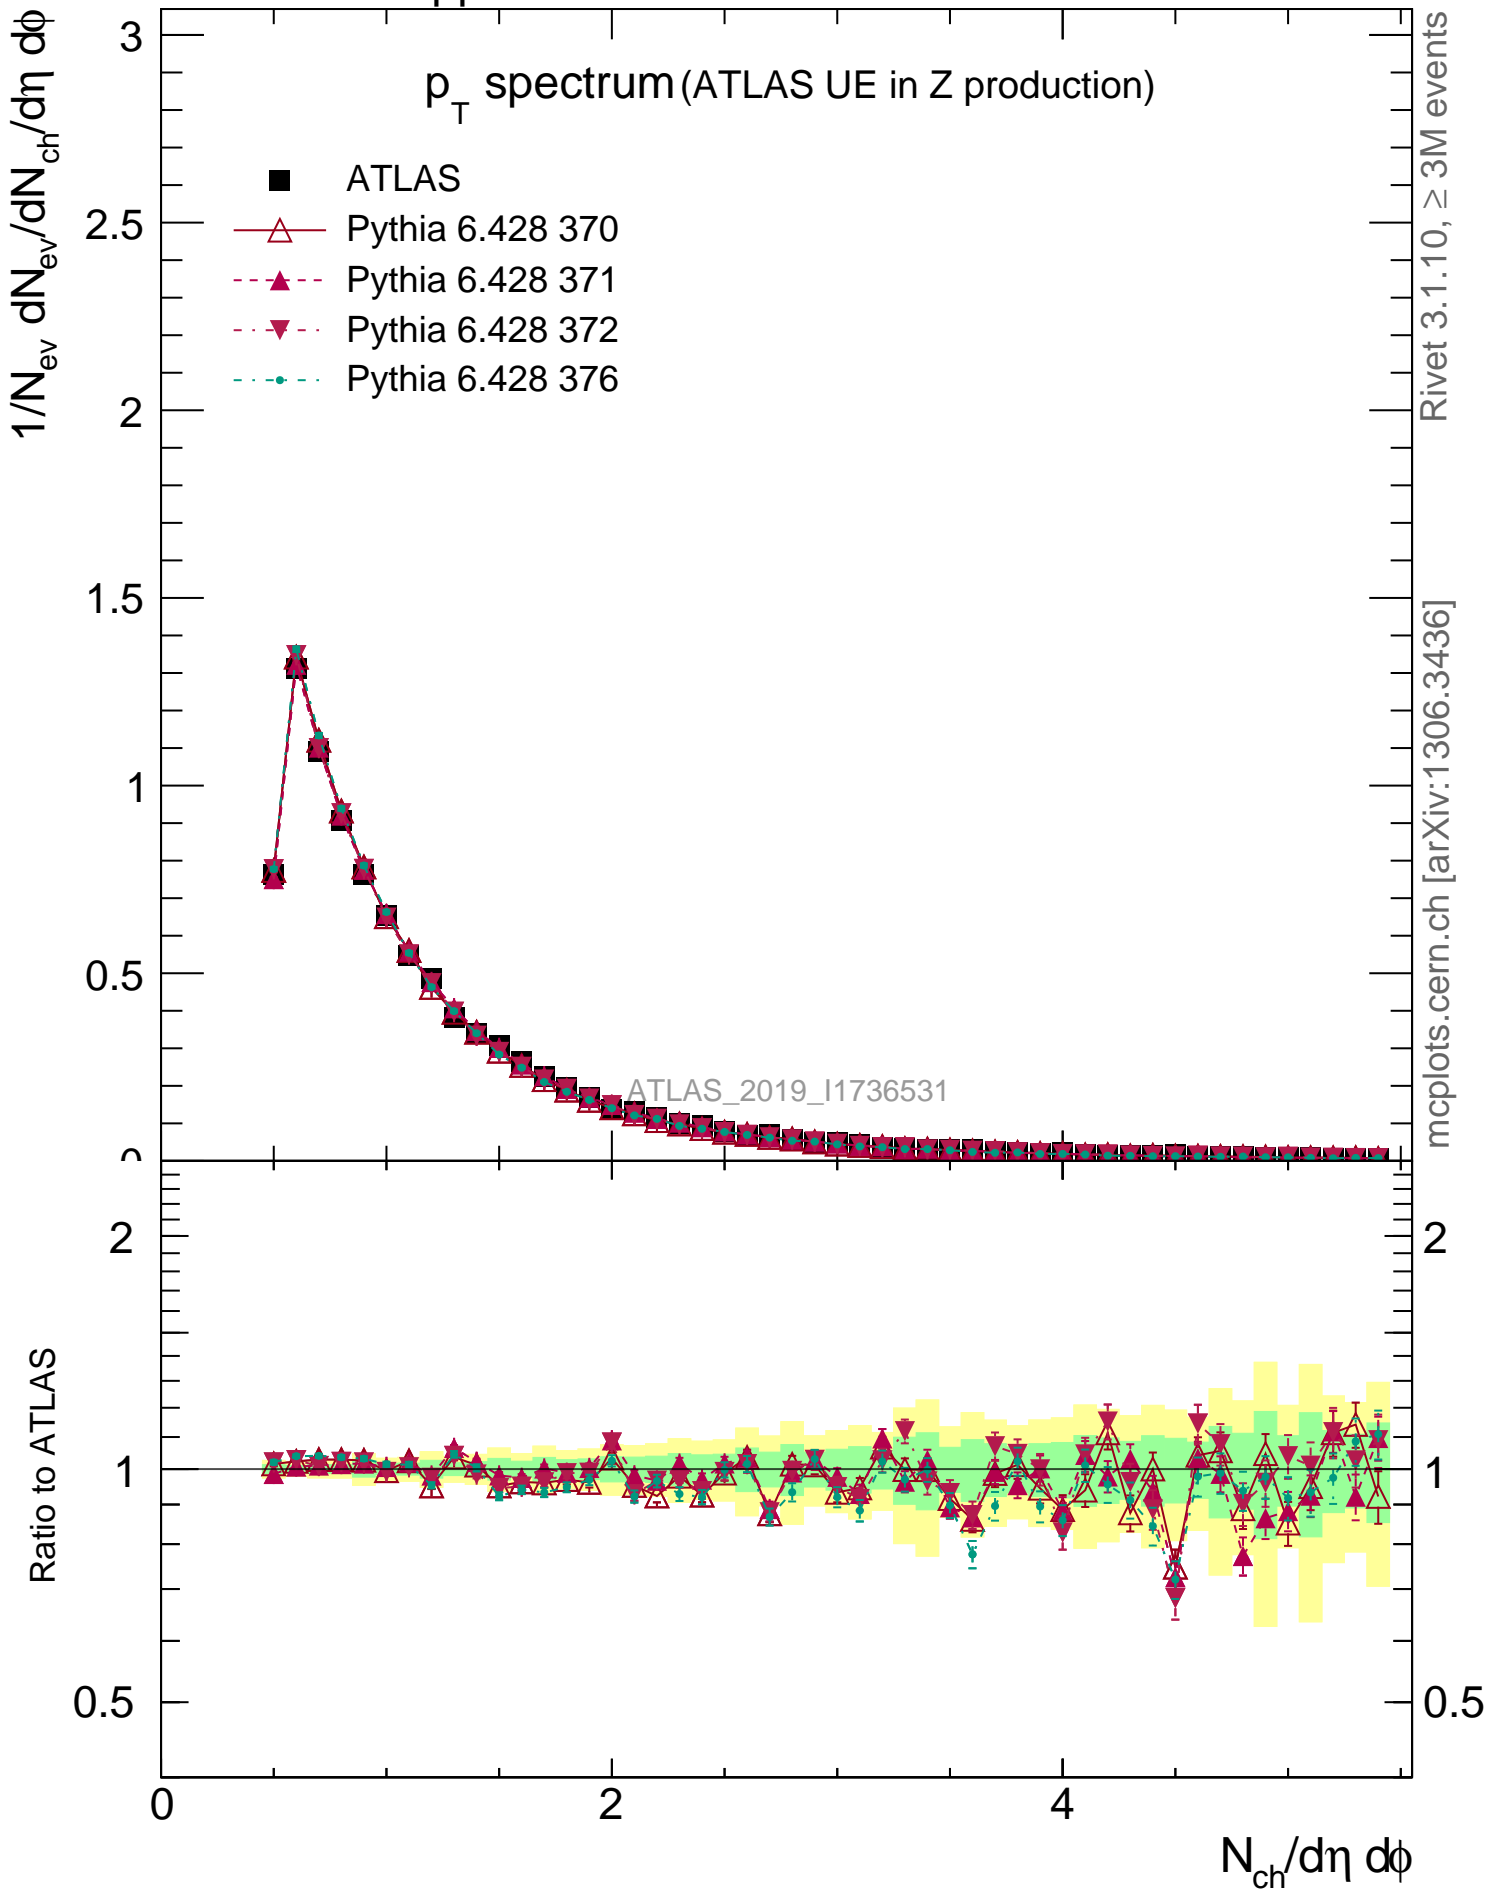 pp
1/N_ev dN_ev/dN_ch/dη dϕ
p_T spectrum (ATLAS UE in Z production)
ATLAS
Pythia 6.428 370
Pythia 6.428 371
Pythia 6.428 372
Pythia 6.428 376
3
2.5
2
1.5
1
0.5
0
ATLAS_2019_I1736531
Rivet 3.1.10, ≥ 3M events
mcplots.cern.ch [arXiv:1306.3436]
Ratio to ATLAS
2
1
0.5
2
1
0.5
0
2
4
N_ch/dη dϕ